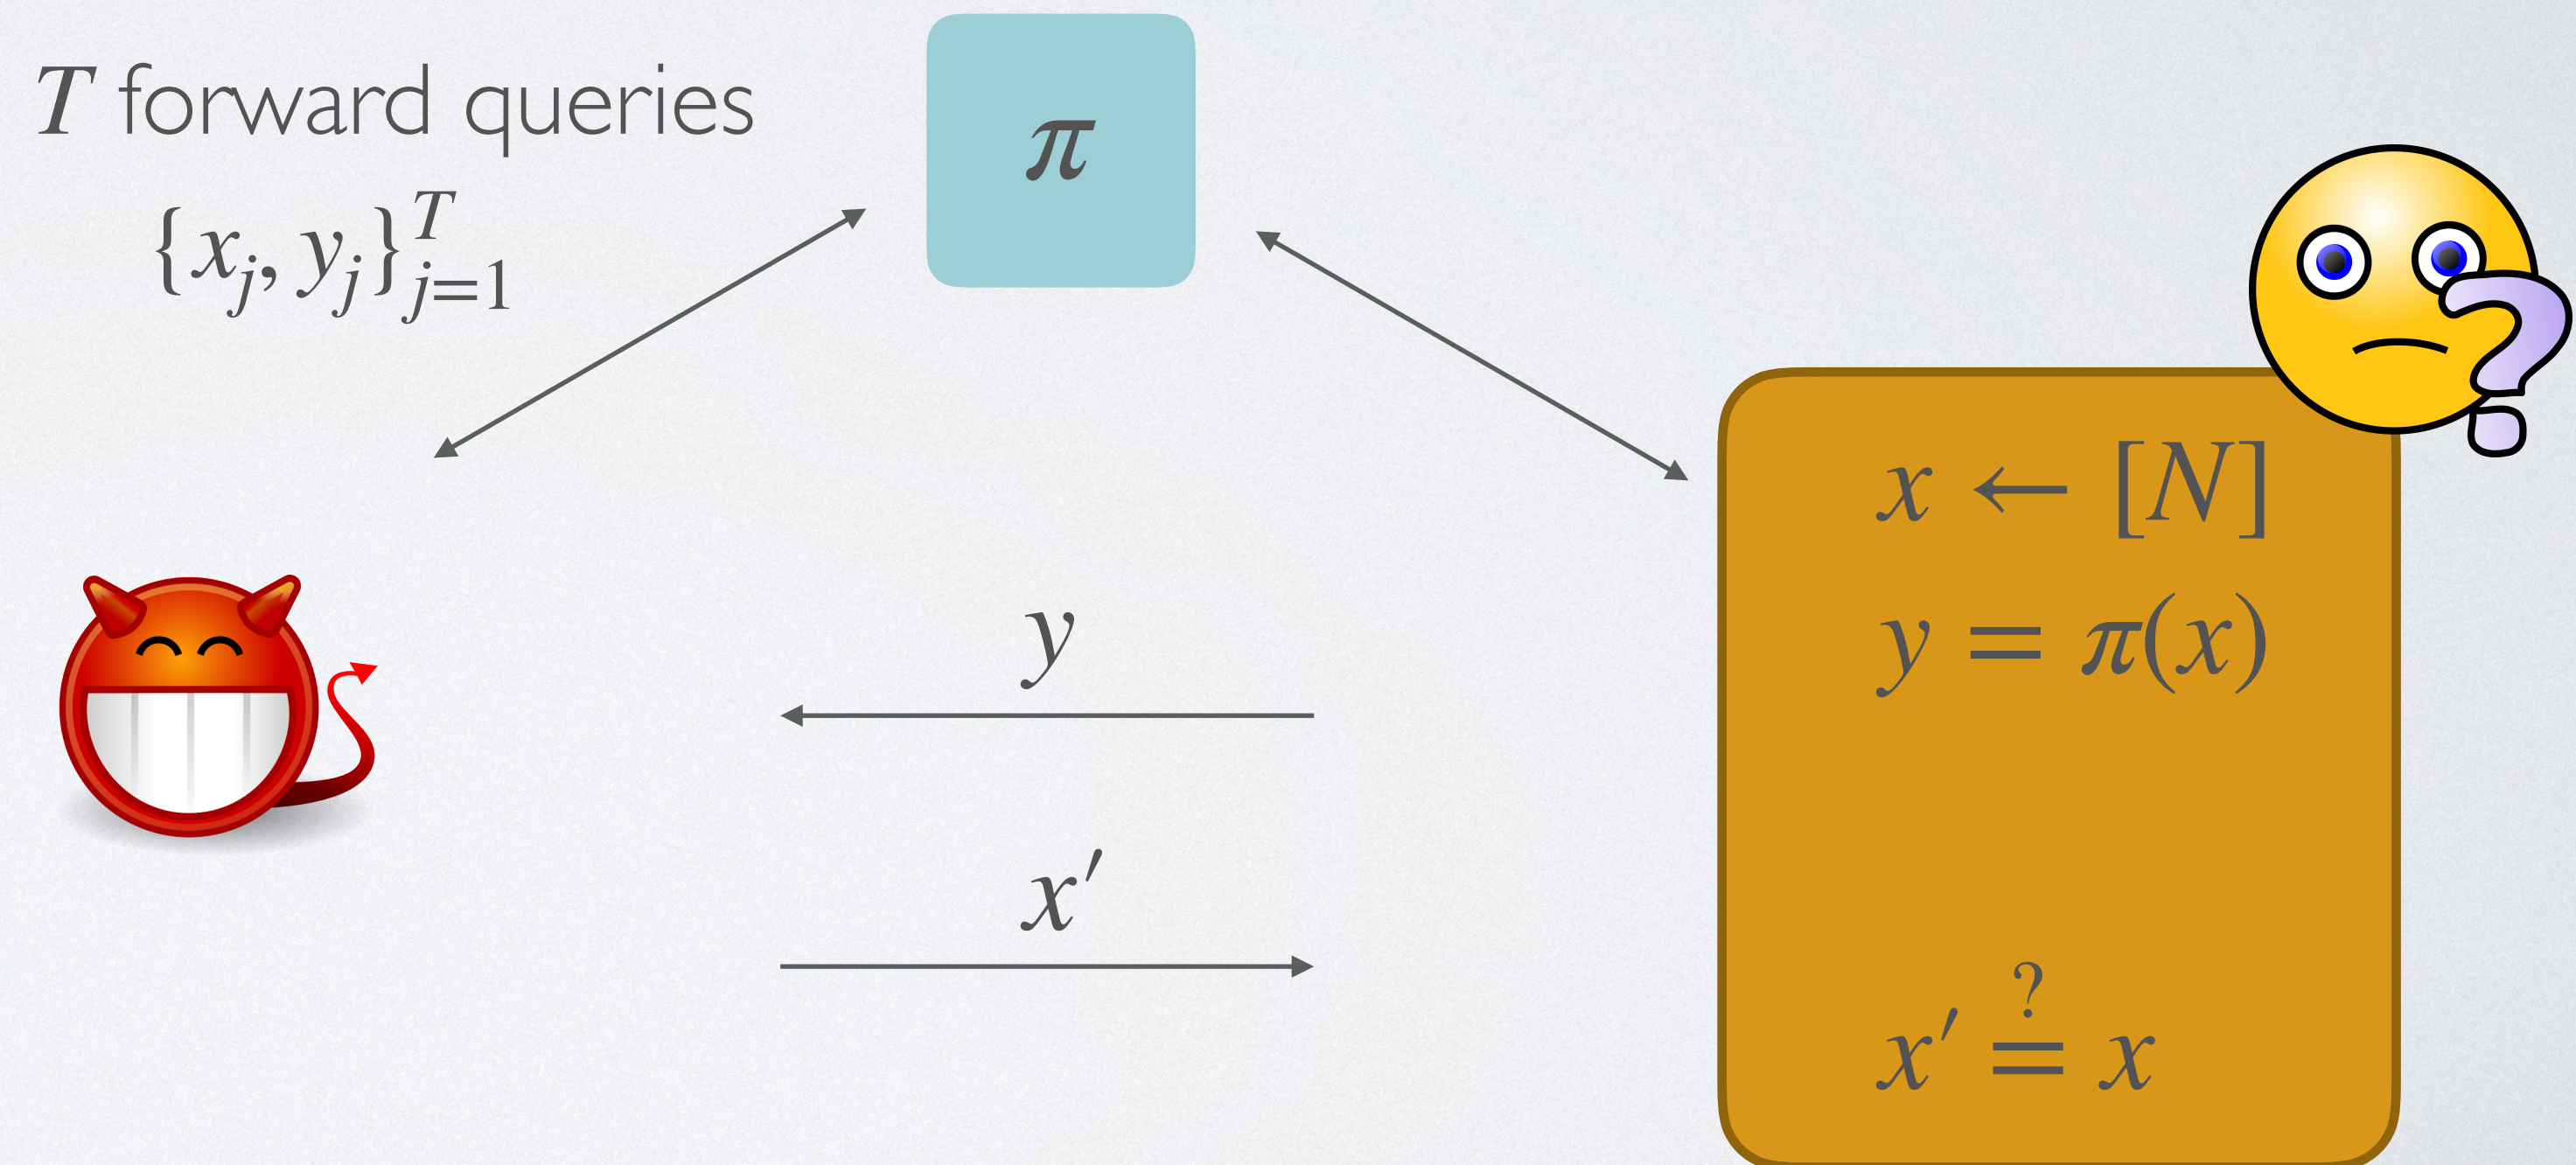 T forward queries
{x_j, y_j}_{j=1}^T
π
x ← [N]
y = π(x)
y
x′
x′ ≟ x